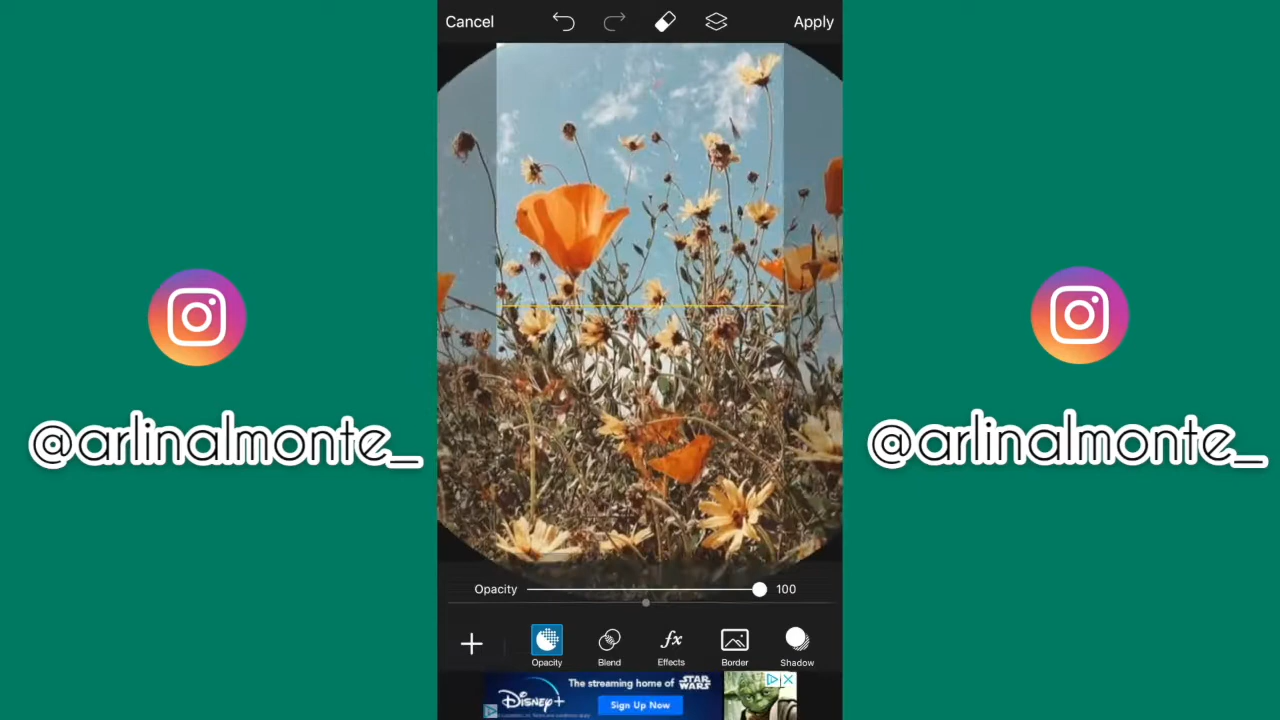 Cancel
Apply
@arlinalmonte_
@arlinalmonte_
Opacity
100
Opacity
Blend
fx
Effects
Border
Shadow
Disney+
The streaming home of STAR WARS
Sign Up Now